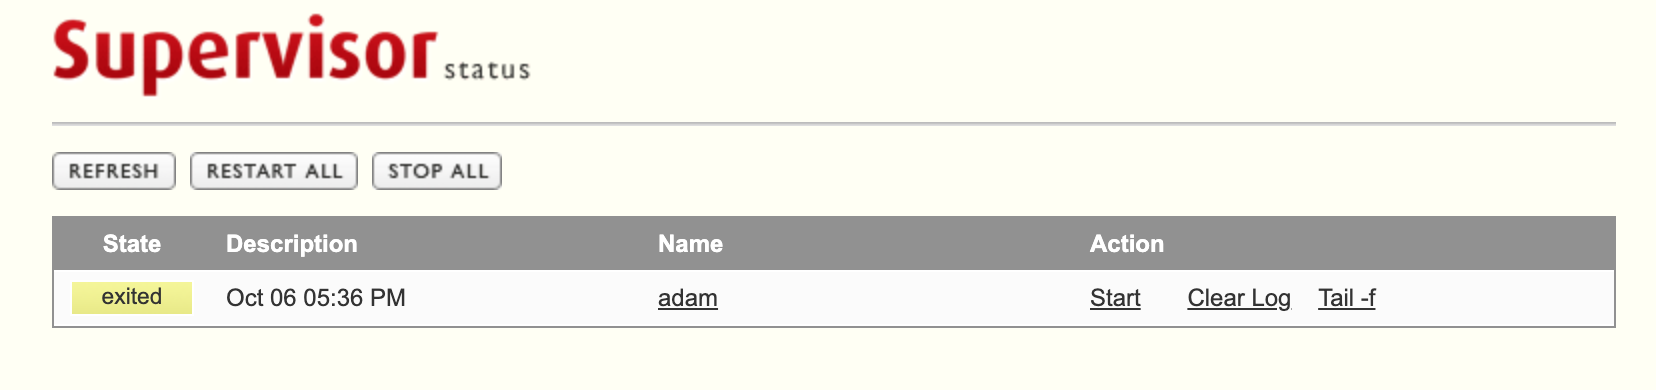 Supervisor status
REFRESH RESTART ALL STOP ALL
State Description Name Action
exited Oct 06 05:36 PM adam Start Clear Log Tail -f